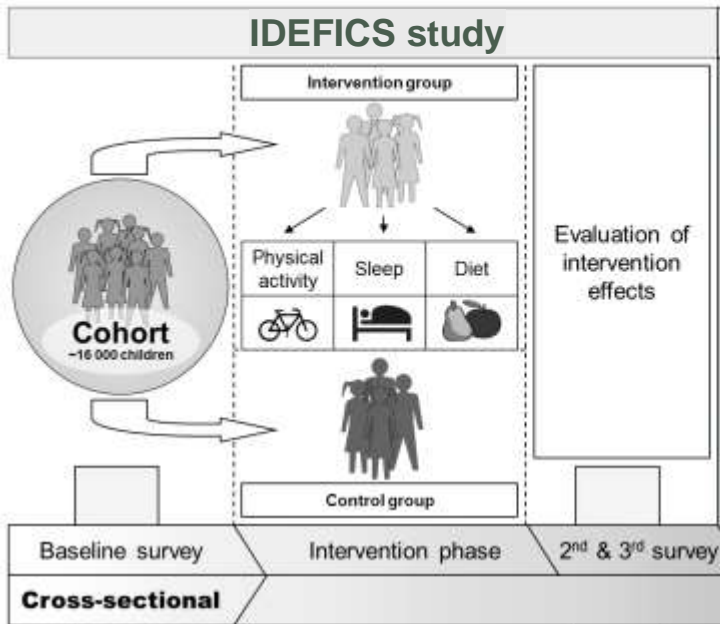 IDEFICS study
Intervention group
Physical
activity
Sleep
Diet
Cohort
~16 000 children
Evaluation of
intervention
effects
Control group
Baseline survey
Intervention phase
2nd & 3rd survey
Cross-sectional